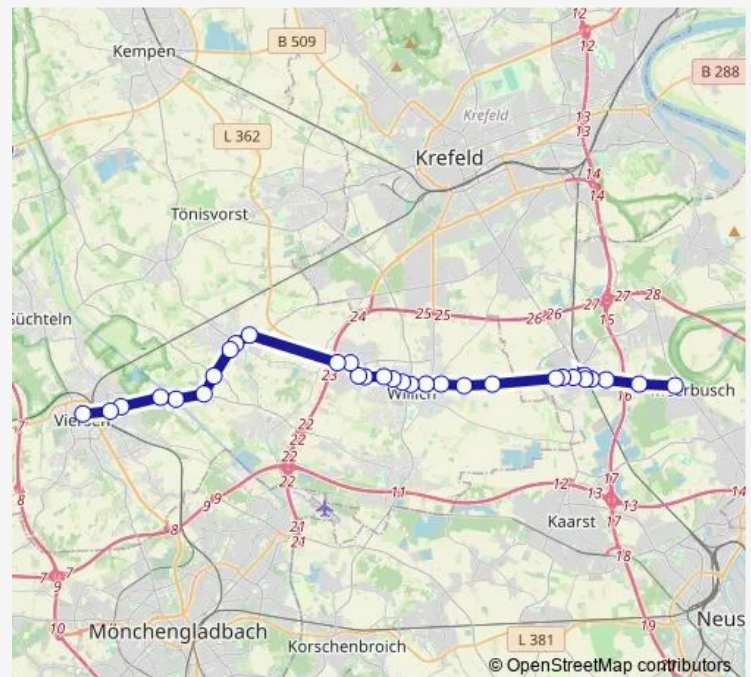 12
Kempen
B 509
12
B 288
13
Krefeld
13
L 362
Krefeld
14
14
Tönisvorst
27
27
28
24
25
25
26
26
15
Süchteln
23
16
Viersen
Willich
22
22
17
22
12
13
13
14
9
11
17
9
8
21
Kaarst
8
21
18
7
7
9
10
Mönchengladbach
19
Neus
L 381
Korschenbroich
© OpenStreetMap contributors